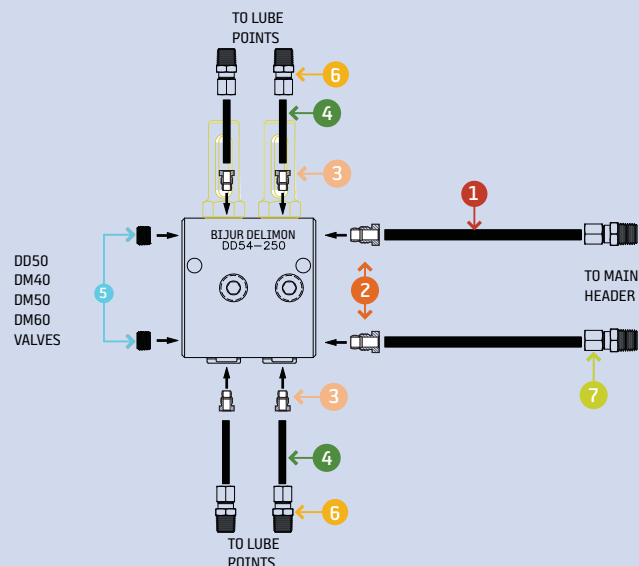 TO LUBE
POINTS
6
4
3
1
BIJUR DELIMON
DD54-250
DD50
DM40
DM50
DM60
VALVES
5
2
TO MAIN
HEADER
3
7
4
6
TO LUBE
POINTS